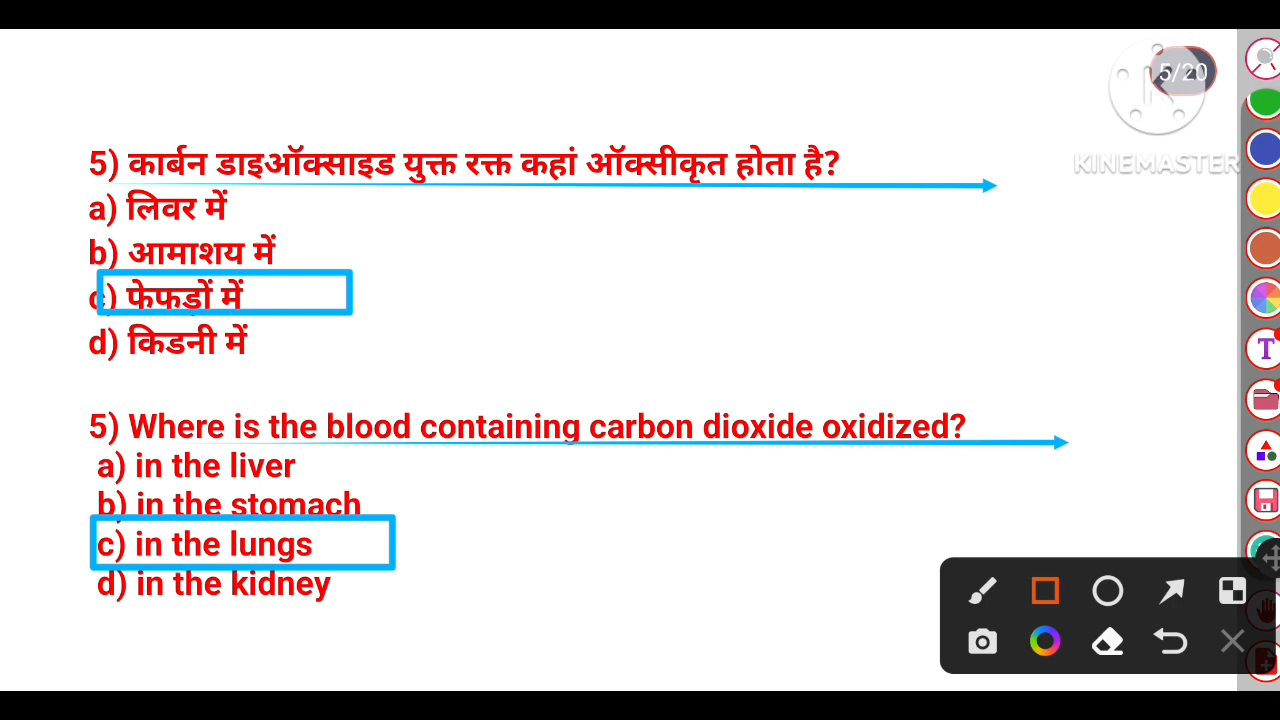 5/20
KINEMASTER
5) कार्बन डाइऑक्साइड युक्त रक्त कहां ऑक्सीकृत होता है?
a) लिवर में
b) आमाशय में
c) फेफड़ों में
d) किडनी में
5) Where is the blood containing carbon dioxide oxidized?
a) in the liver
b) in the stomach
c) in the lungs
d) in the kidney
T